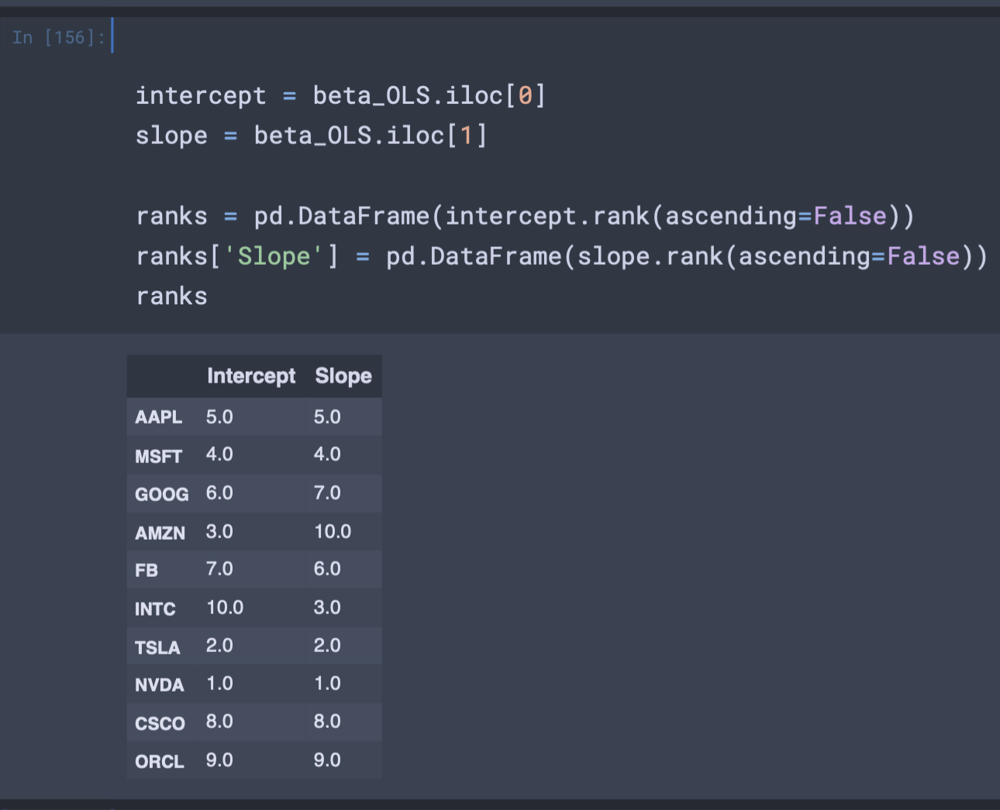 In [156]:
intercept = beta_OLS.iloc[0]
slope = beta_OLS.iloc[1]
ranks = pd.DataFrame(intercept.rank(ascending=False))
ranks['Slope'] = pd.DataFrame(slope.rank(ascending=False))
ranks
Intercept Slope
AAPL 5.0 5.0
MSFT 4.0 4.0
GOOG 6.0 7.0
AMZN 3.0 10.0
FB 7.0 6.0
INTC 10.0 3.0
TSLA 2.0 2.0
NVDA 1.0 1.0
CSCO 8.0 8.0
ORCL 9.0 9.0